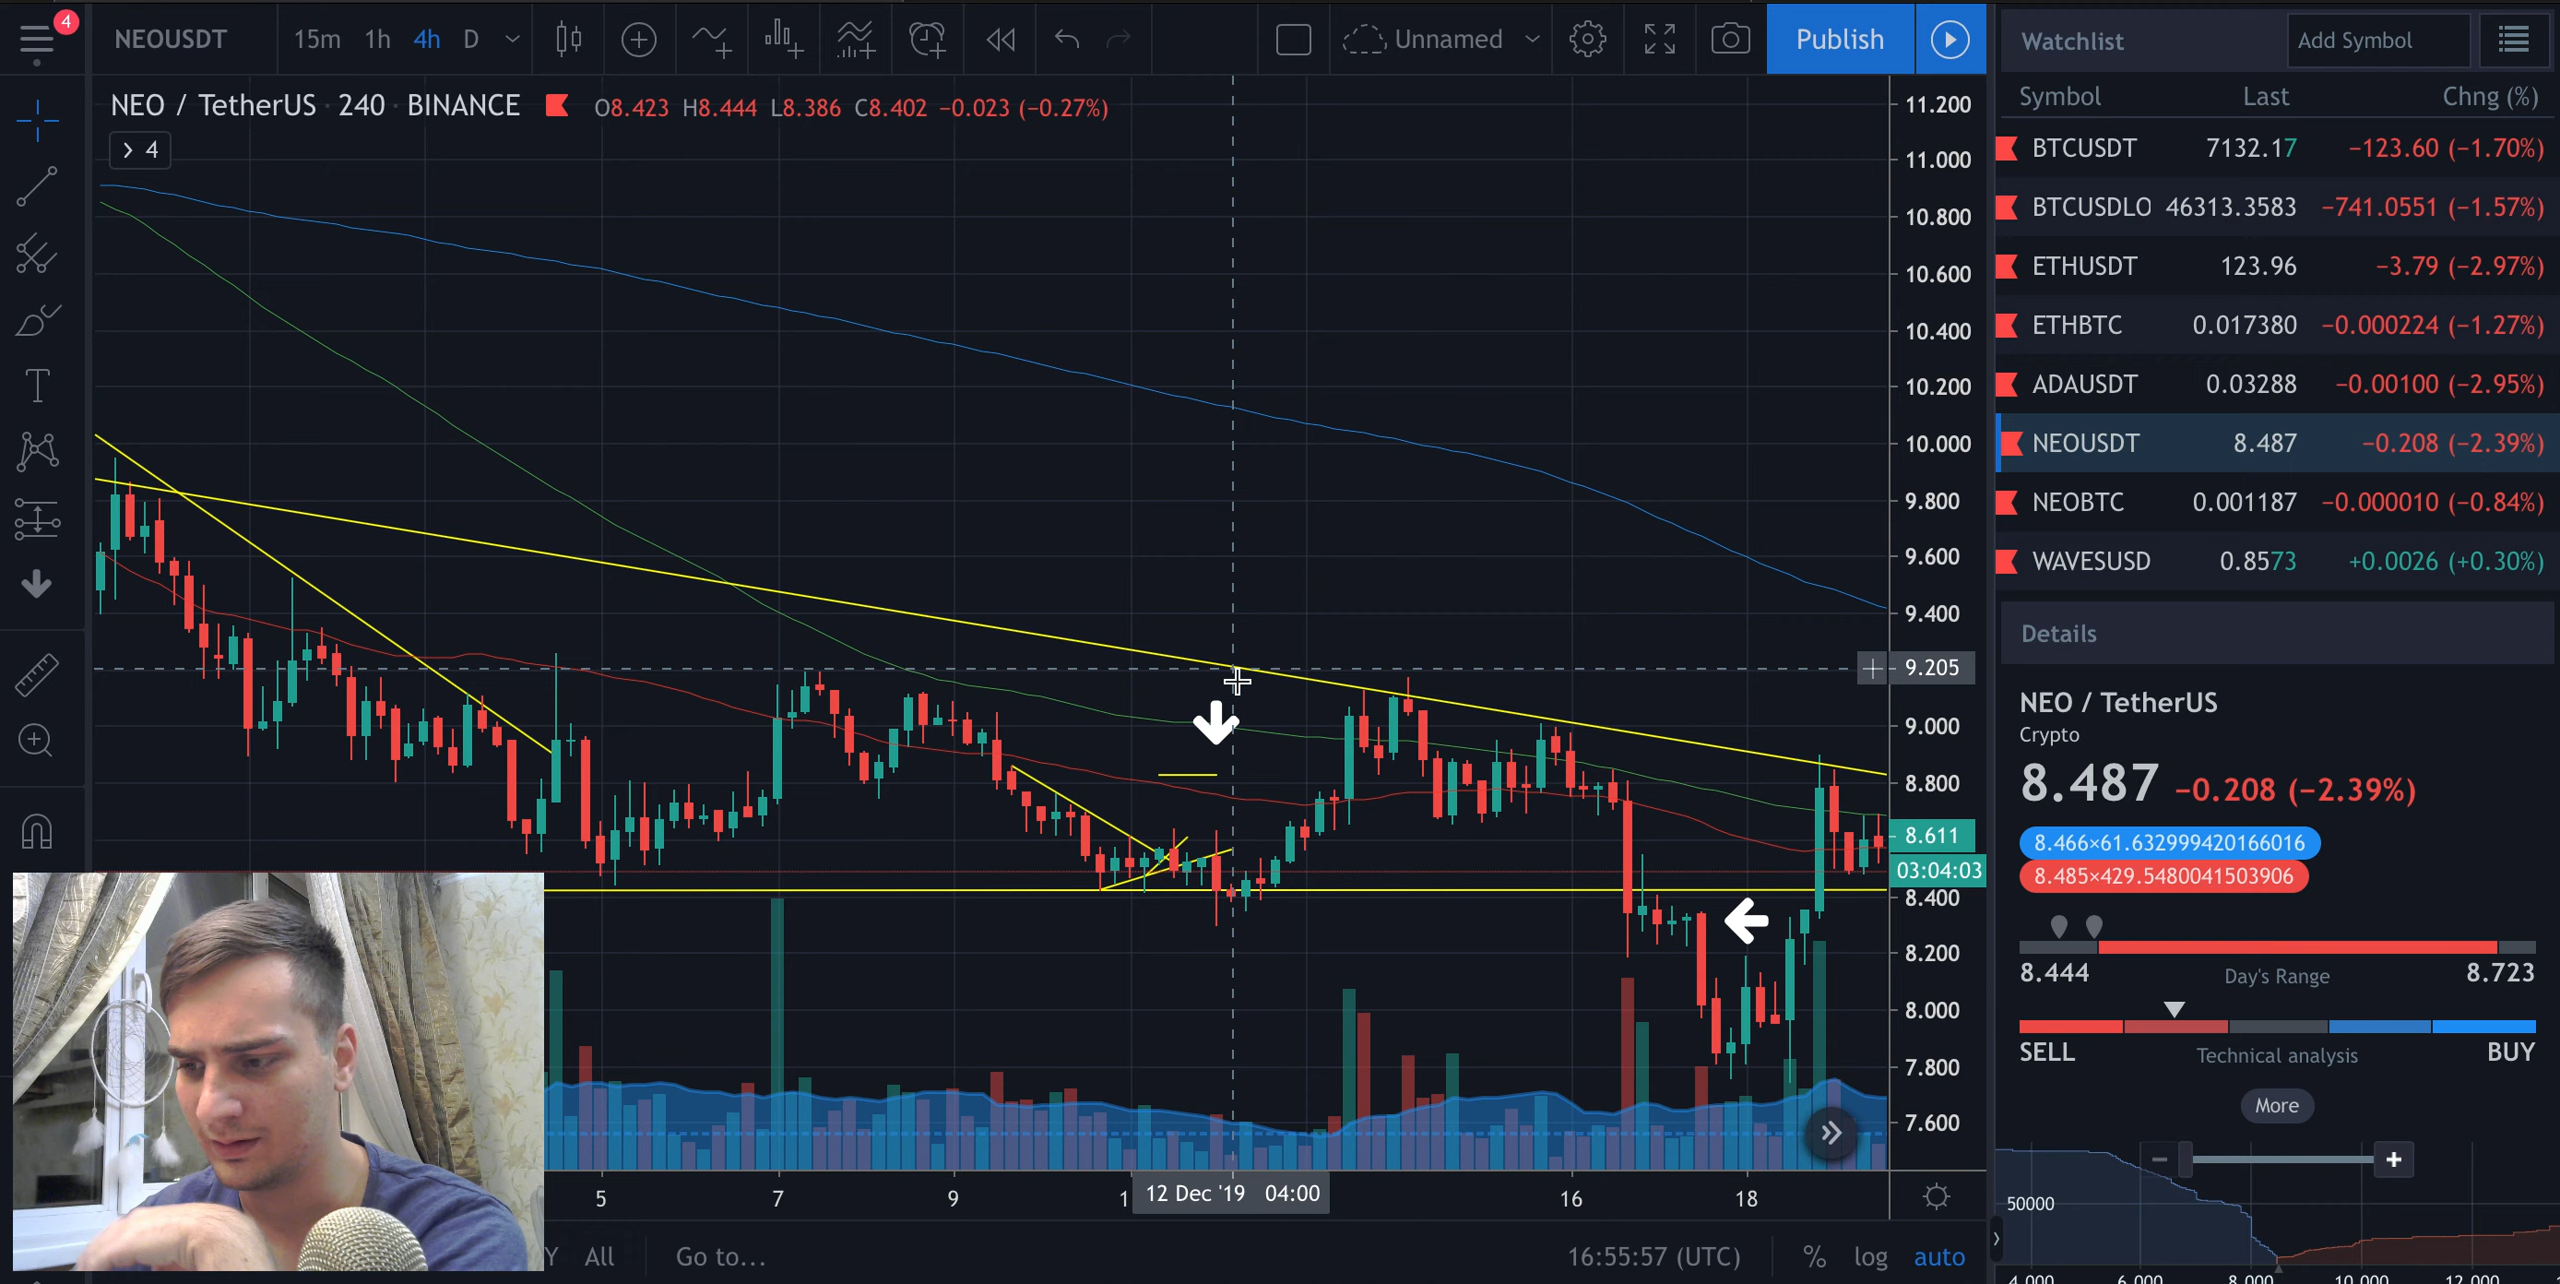 4
NEOUSDT 15m 1h 4h D Unnamed Publish
NEO / TetherUS · 240 · BINANCE O8.423 H8.444 L8.386 C8.402 −0.023 (−0.27%)
4
11.200
11.000
10.800
10.600
10.400
10.200
10.000
9.800
9.600
9.400
9.205
9.000
8.800
8.611
03:04:03
8.400
8.200
8.000
7.800
7.600
5 7 9 1 12 Dec '19 04:00 16 18
Y All Go to... 16:55:57 (UTC) % log auto
Watchlist Add Symbol
Symbol Last Chng (%)
BTCUSDT 7132.17 −123.60 (−1.70%)
BTCUSDLO 46313.3583 −741.0551 (−1.57%)
ETHUSDT 123.96 −3.79 (−2.97%)
ETHBTC 0.017380 −0.000224 (−1.27%)
ADAUSDT 0.03288 −0.00100 (−2.95%)
NEOUSDT 8.487 −0.208 (−2.39%)
NEOBTC 0.001187 −0.000010 (−0.84%)
WAVESUSD 0.8573 +0.0026 (+0.30%)
Details
NEO / TetherUS
Crypto
8.487 −0.208 (−2.39%)
8.466×61.632999420166016
8.485×429.5480041503906
8.444 Day's Range 8.723
SELL Technical analysis BUY
More
50000
4.000 6.000 8.000 10.000 12.000